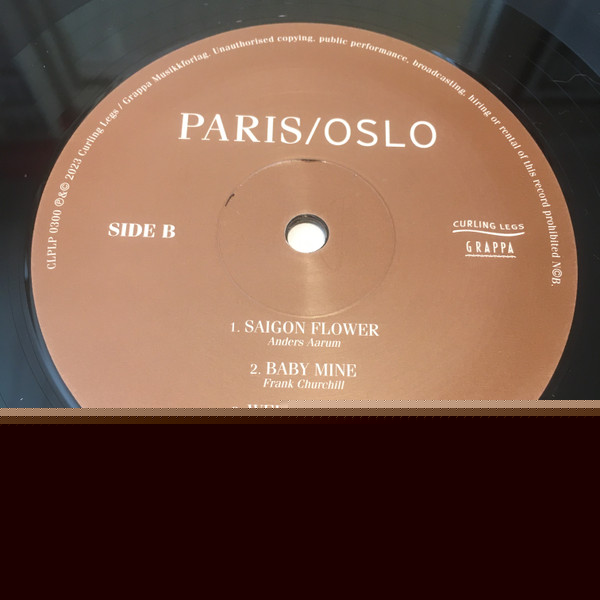 CLPLP 0300 ℗&© 2023 Curling Legs / Grappa Musikkforlag. Unauthorised copying, public performance, broadcasting, hiring or rental of this record prohibited N©B.
PARIS/OSLO
SIDE B
CURLING LEGS
GRAPPA
1. SAIGON FLOWER
Anders Aarum
2. BABY MINE
Frank Churchill